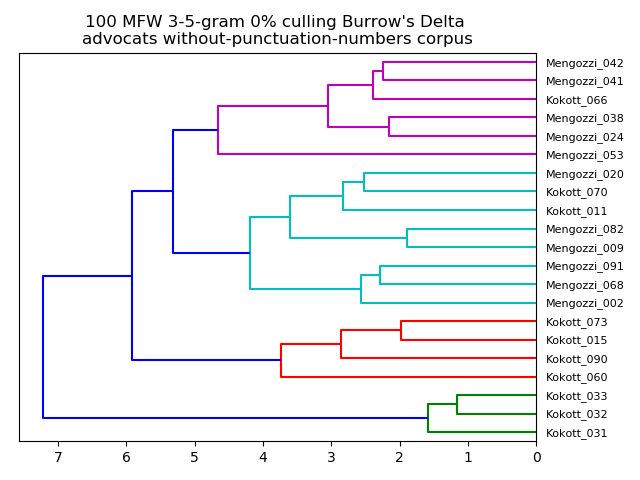 100 MFW 3-5-gram 0% culling Burrow's Delta
advocats without-punctuation-numbers corpus
Mengozzi_042
Mengozzi_041
Kokott_066
Mengozzi_038
Mengozzi_024
Mengozzi_053
Mengozzi_020
Kokott_070
Kokott_011
Mengozzi_082
Mengozzi_009
Mengozzi_091
Mengozzi_068
Mengozzi_002
Kokott_073
Kokott_015
Kokott_090
Kokott_060
Kokott_033
Kokott_032
Kokott_031
7 6 5 4 3 2 1 0